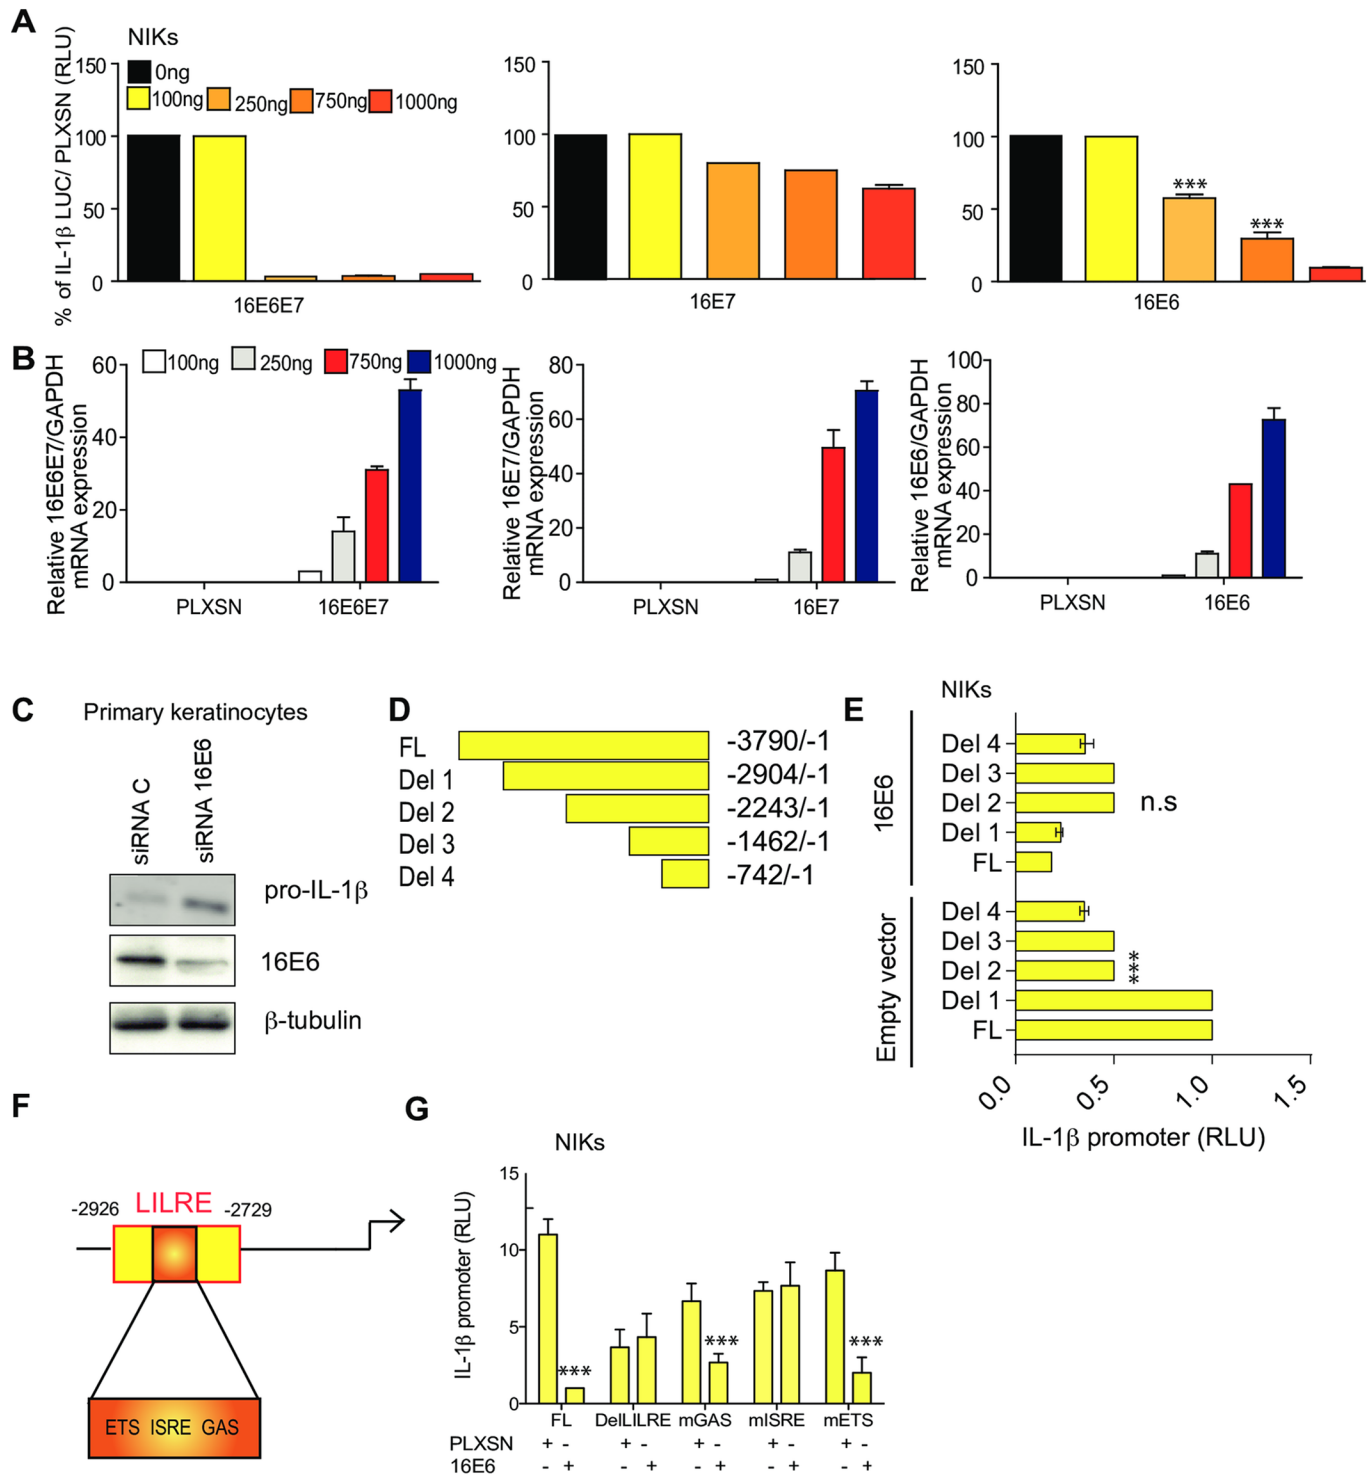 A
NIKs
% of IL-1β LUC/ PLXSN (RLU)
0ng
100ng 250ng 750ng 1000ng
150
100
50
0
16E6E7
150
100
50
0
16E7
150
100
50
0
***
***
16E6
B
Relative 16E6E7/GAPDH
mRNA expression
100ng 250ng 750ng 1000ng
60
40
20
0
PLXSN 16E6E7
Relative 16E7/GAPDH
mRNA expression
80
60
40
20
0
PLXSN 16E7
Relative 16E6/GAPDH
mRNA expression
100
80
60
40
20
0
PLXSN 16E6
C
Primary keratinocytes
siRNA C
siRNA 16E6
pro-IL-1β
16E6
β-tubulin
D
FL -3790/-1
Del 1 -2904/-1
Del 2 -2243/-1
Del 3 -1462/-1
Del 4 -742/-1
E
NIKs
16E6
Del 4
Del 3
Del 2 n.s
Del 1
FL
Empty vector
Del 4
Del 3
Del 2 ***
Del 1
FL
0.0 0.5 1.0 1.5
IL-1β promoter (RLU)
F
-2926 LILRE -2729
ETS ISRE GAS
G
NIKs
IL-1β promoter (RLU)
15
10
5
0
*** *** ***
FL DelLILRE mGAS mISRE mETS
PLXSN + - + - + - + - + -
16E6 - + - + - + - + - +